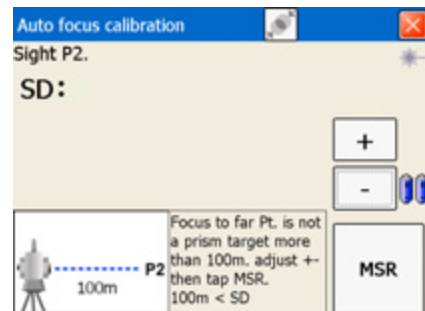 Auto focus calibration
Sight P2.
SD:
+
-
Focus to far Pt. is not
a prism target more
than 100m. adjust +-
then tap MSR.
100m < SD
P2
100m
MSR